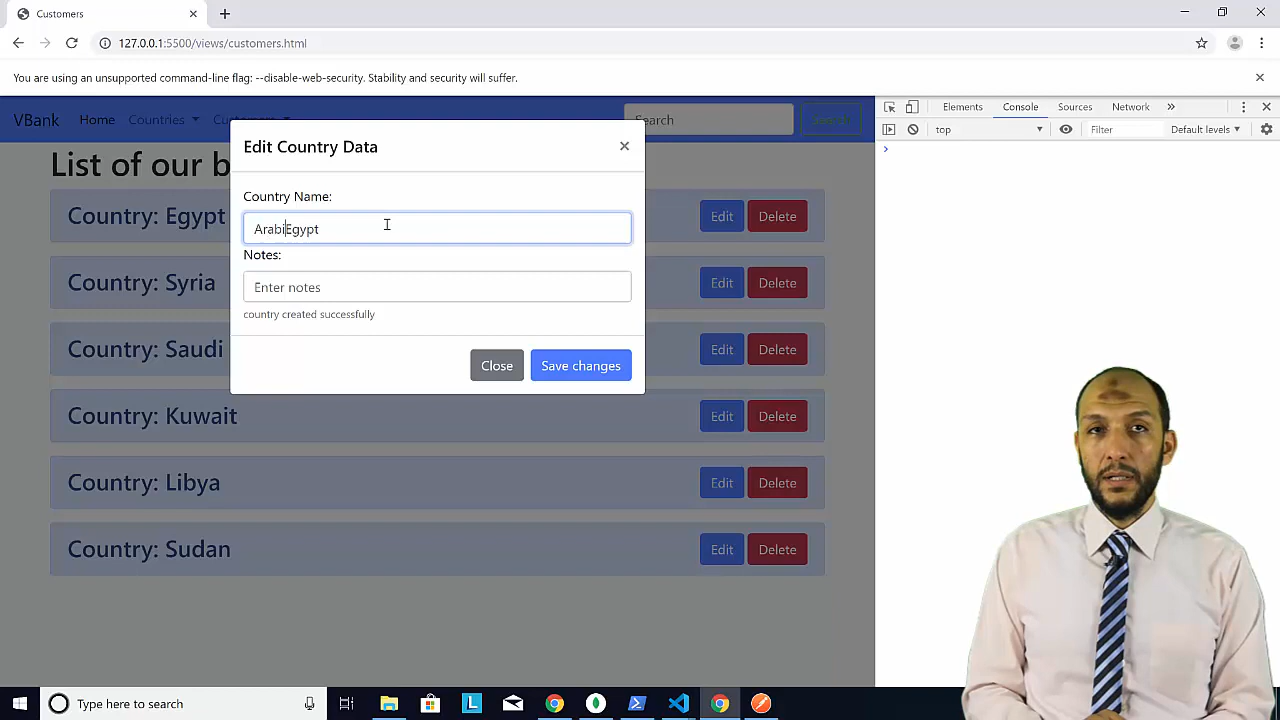 Customers
127.0.0.1:5500/views/customers.html
You are using an unsupported command-line flag: --disable-web-security. Stability and security will suffer.
VBank Home Countries Search
Elements Console Sources Network
top Filter Default levels
List of our b
Edit Country Data
Country Name:
ArabiEgypt
Notes:
Enter notes
country created successfully
Close Save changes
Country: Egypt Edit Delete
Country: Syria Edit Delete
Country: Saudi Edit Delete
Country: Kuwait Edit Delete
Country: Libya Edit Delete
Country: Sudan Edit Delete
Type here to search